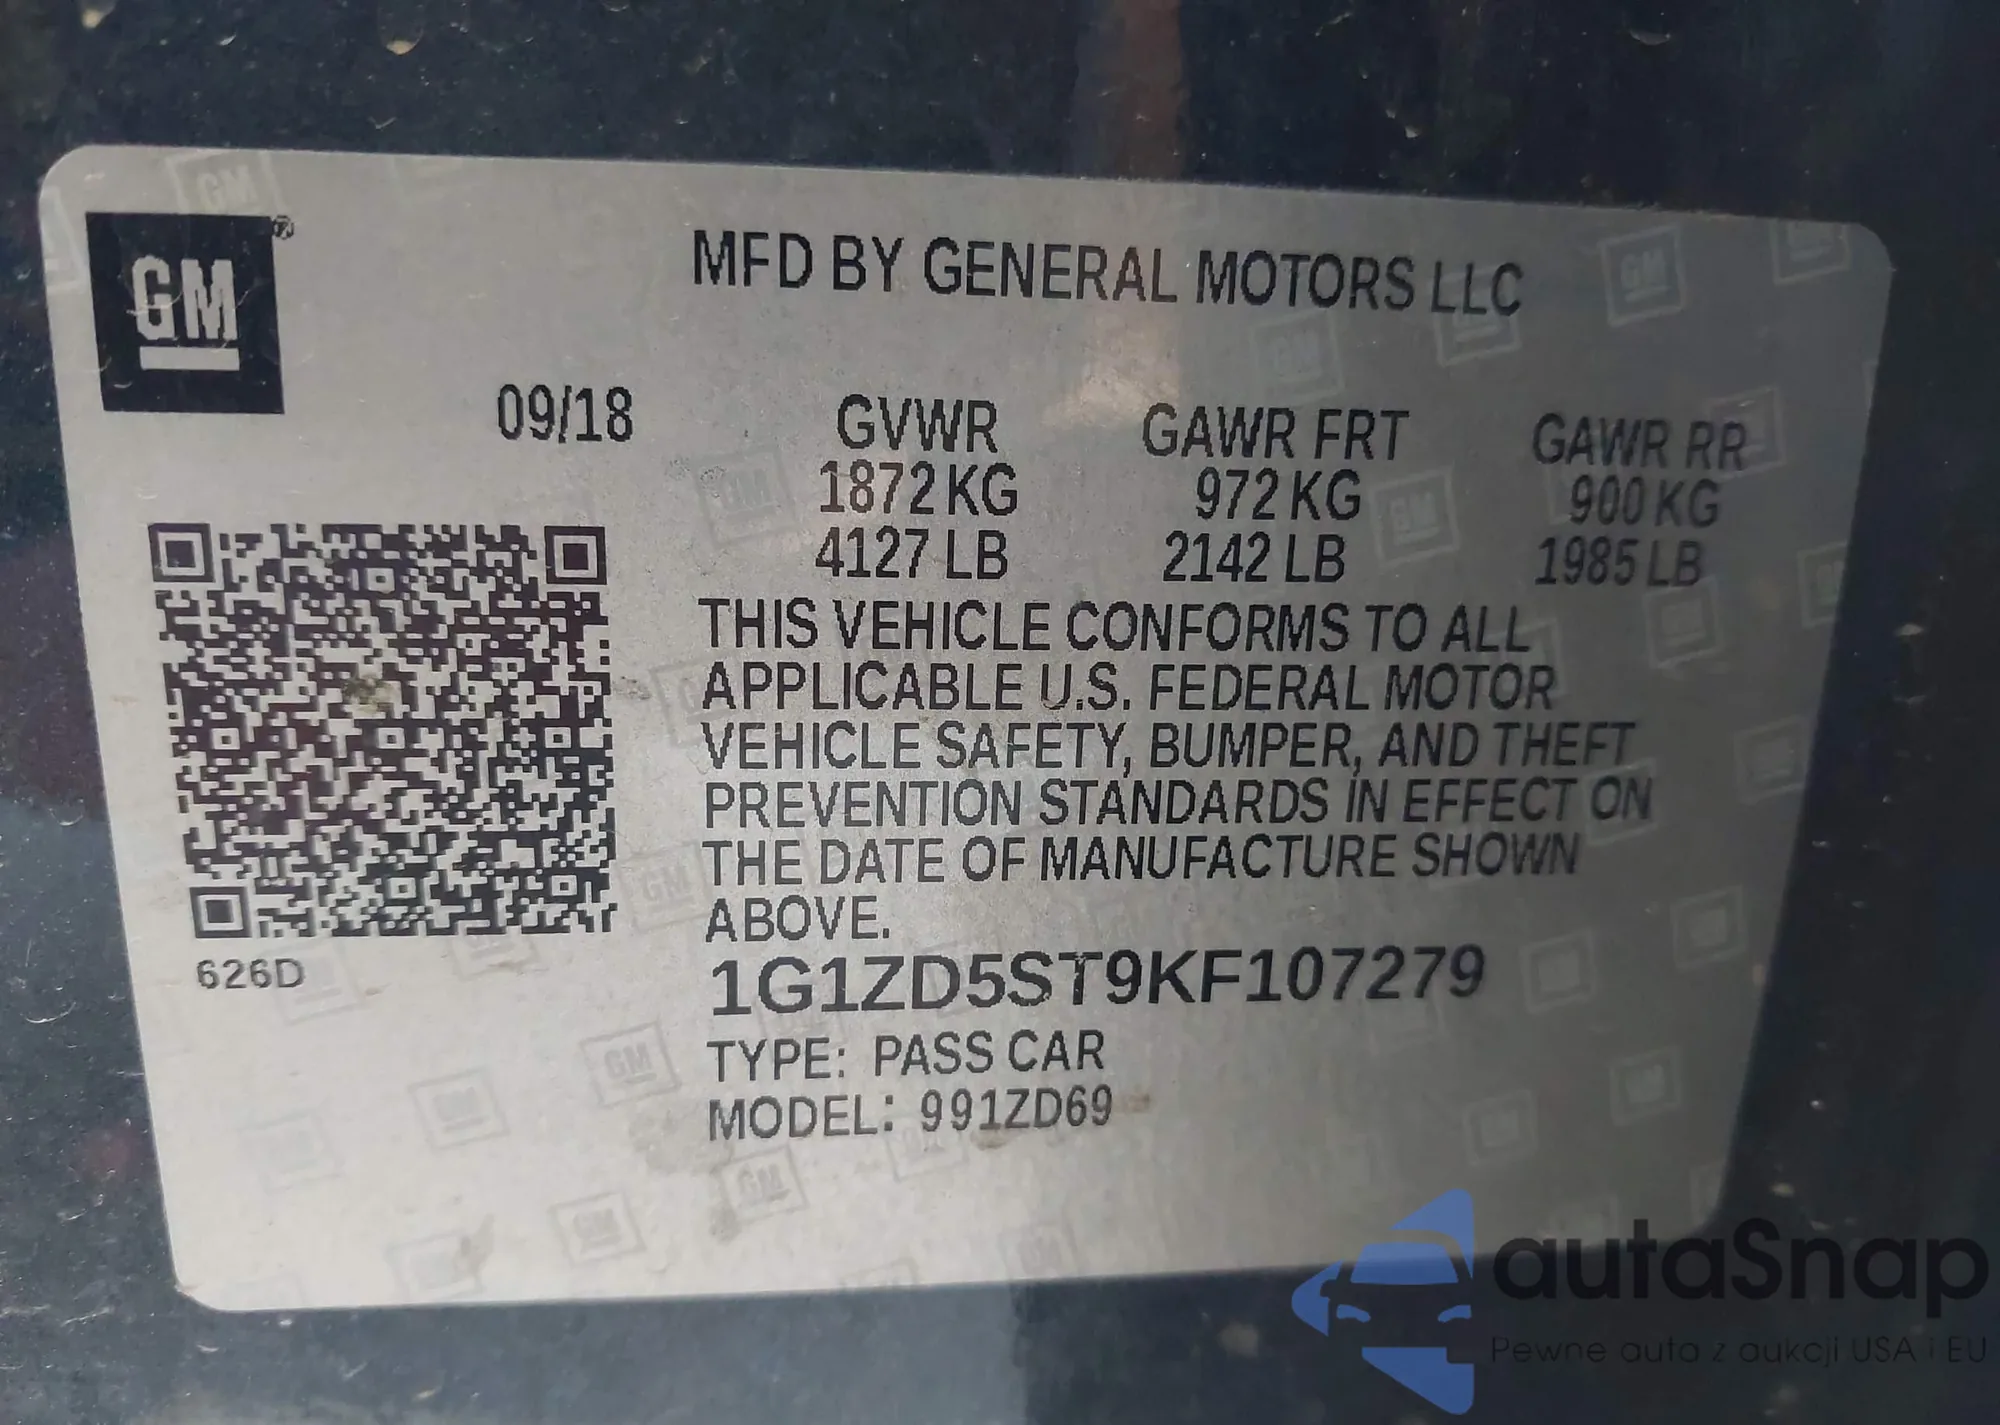 GM
®
MFD BY GENERAL MOTORS LLC
09/18
GVWR GAWR FRT GAWR RR
1872 KG 972 KG 900 KG
4127 LB 2142 LB 1985 LB
THIS VEHICLE CONFORMS TO ALL
APPLICABLE U.S. FEDERAL MOTOR
VEHICLE SAFETY, BUMPER, AND THEFT
PREVENTION STANDARDS IN EFFECT ON
THE DATE OF MANUFACTURE SHOWN
ABOVE.
626D
1G1ZD5ST9KF107279
TYPE: PASS CAR
MODEL: 991ZD69
autaSnap
Pewne auto z aukcji USA i EU